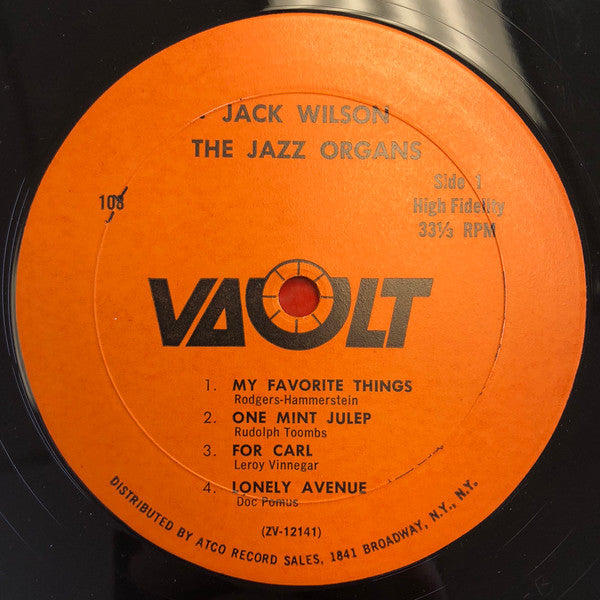 JACK WILSON
THE JAZZ ORGANS
108
Side 1
High Fidelity
33⅓ RPM
VAULT
1. MY FAVORITE THINGS
Rodgers-Hammerstein
2. ONE MINT JULEP
Rudolph Toombs
3. FOR CARL
Leroy Vinnegar
4. LONELY AVENUE
Doc Pomus
(ZV-12141)
DISTRIBUTED BY ATCO RECORD SALES, 1841 BROADWAY, N.Y., N.Y.